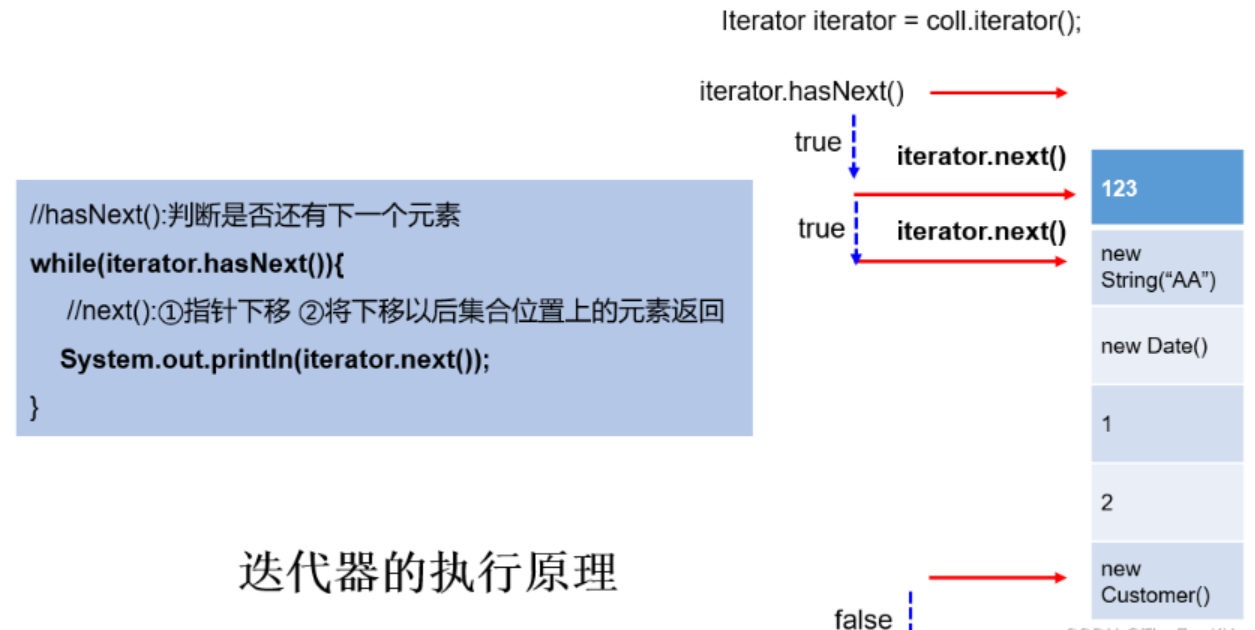 Iterator iterator = coll.iterator();
iterator.hasNext()
true
iterator.next()
true
iterator.next()
//hasNext():判断是否还有下一个元素
while(iterator.hasNext()){
//next():①指针下移 ②将下移以后集合位置上的元素返回
System.out.println(iterator.next());
}
123
new
String(“AA”)
new Date()
1
2
new
Customer()
迭代器的执行原理
false